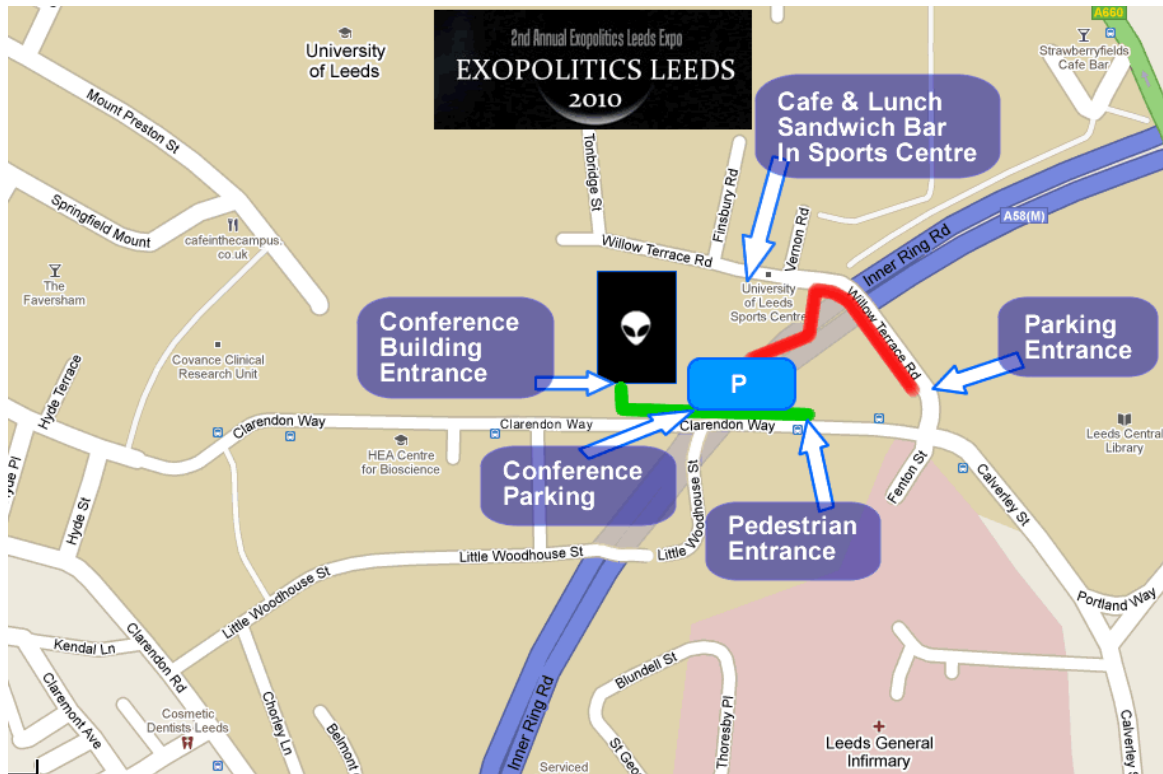 A660
2nd Annual Exopolitics Leeds Expo
EXOPOLITICS LEEDS
2010
University
of Leeds
Strawberryfields
Cafe Bar
Mount Preston St
Cafe & Lunch
Sandwich Bar
In Sports Centre
Tonbridge St
Finsbury Rd
Vernon Rd
Springfield Mount
cafeinthecampus.
co.uk
Willow Terrace Rd
A58(M)
Inner Ring Rd
The
Faversham
University
of Leeds
Sports Centre
Willow Terrace Rd
Conference
Building
Entrance
Parking
Entrance
Covance Clinical
Research Unit
Hyde Terrace
P
Clarendon Way
Clarendon Way
Clarendon Way
Leeds Central
Library
HEA Centre
for Bioscience
Hyde Pl
Hyde St
Conference
Parking
Fenton St
Calverley St
Pedestrian
Entrance
Little Woodhouse St
Little Woodhouse St
Little Woodhouse St
Little Woodhouse St
Portland Way
Kendal Ln
Clarendon Rd
Claremont Ave
Chorley Ln
Blundell St
Thoresby Pl
Cosmetic
Dentists Leeds
Belmont
Inner Ring Rd
St Geo
Leeds General
Infirmary
Calverley S
Serviced